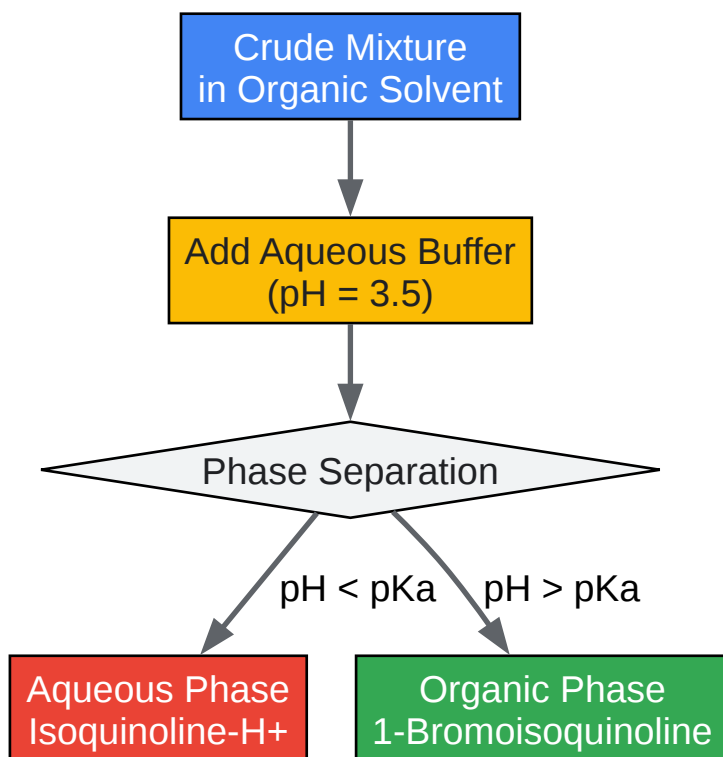 Crude Mixture
in Organic Solvent
Add Aqueous Buffer
(pH = 3.5)
Phase Separation
pH < pKa
pH > pKa
Aqueous Phase
Isoquinoline-H+
Organic Phase
1-Bromoisoquinoline